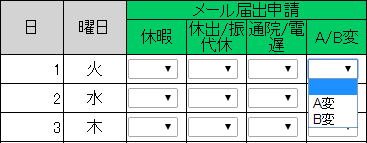 日 曜日 メール届出申請
休暇 休出/振代休 通院/電遅 A/B変
1 火
A変
2 水
B変
3 木